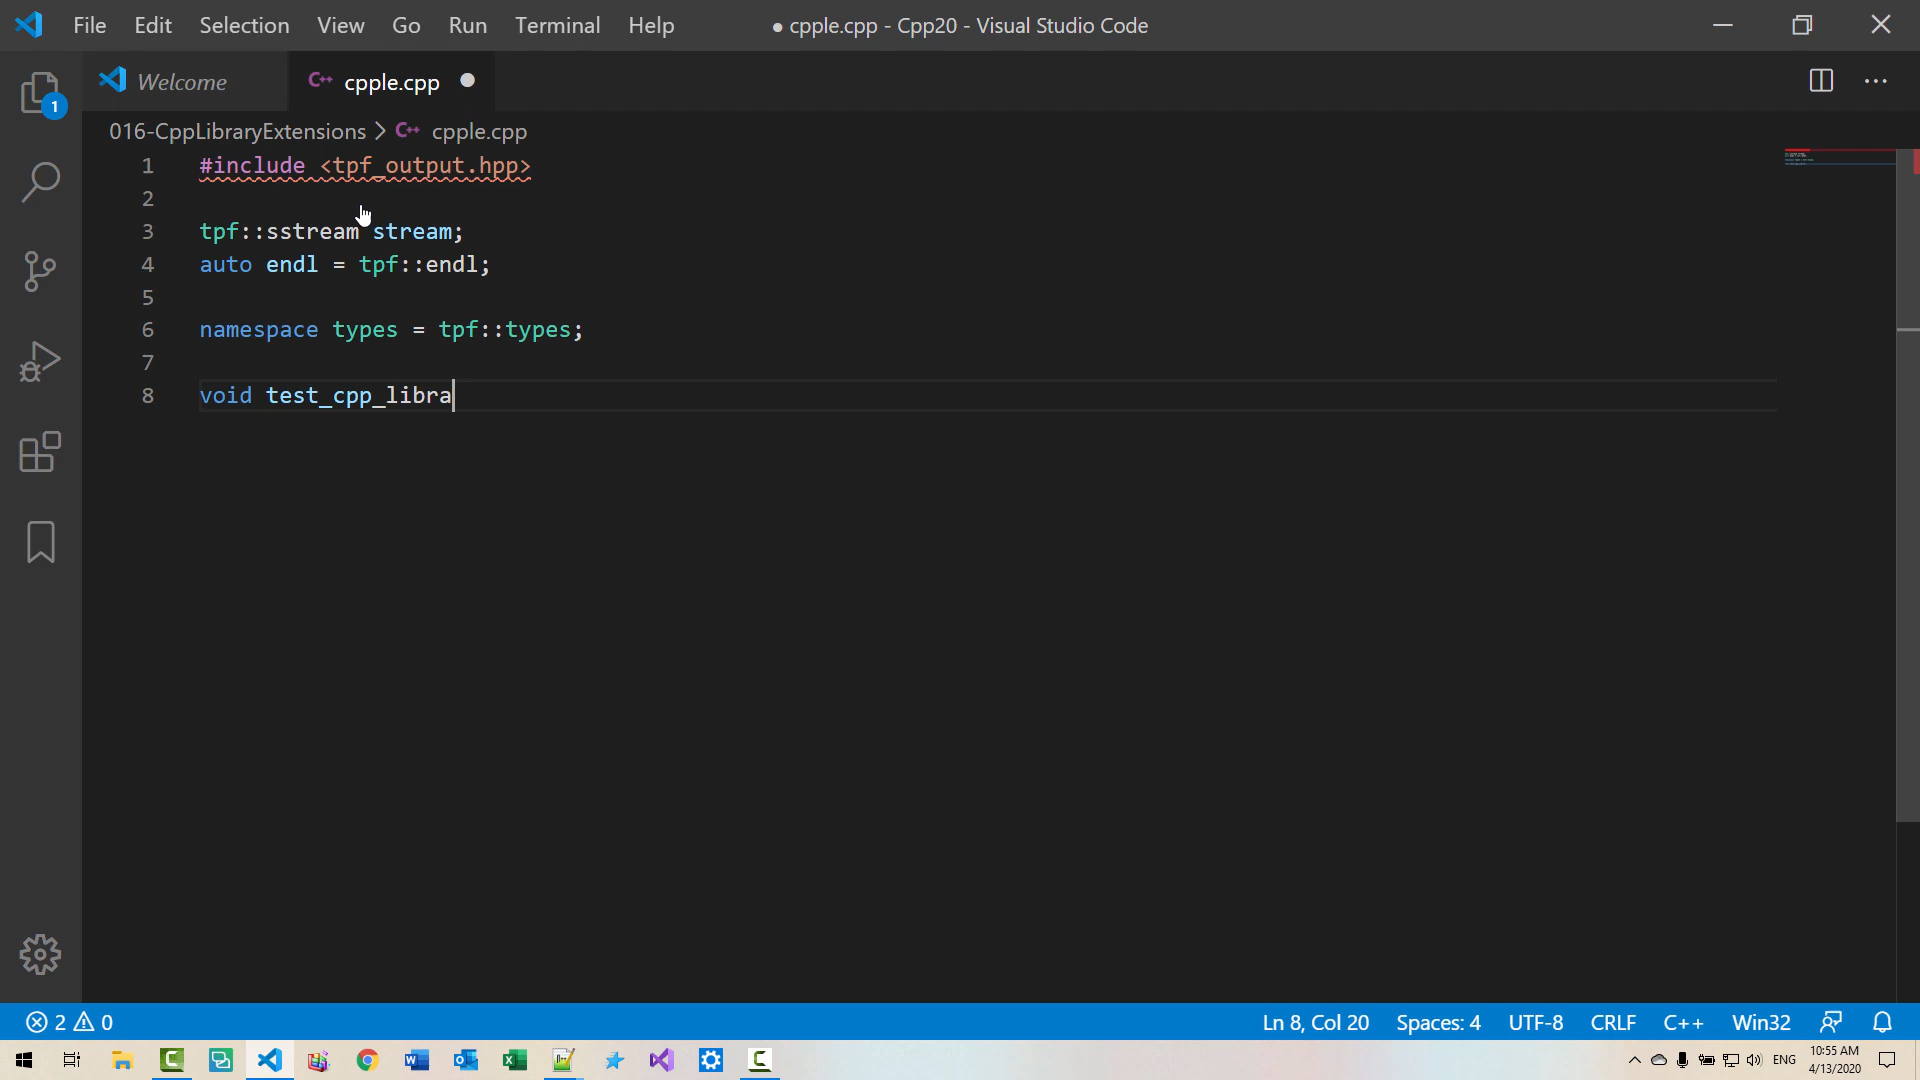 File Edit Selection View Go Run Terminal Help ● cpple.cpp - Cpp20 - Visual Studio Code
Welcome C++ cpple.cpp ●
1
016-CppLibraryExtensions > C++ cpple.cpp
1 #include <tpf_output.hpp>
2
3 tpf::sstream stream;
4 auto endl = tpf::endl;
5
6 namespace types = tpf::types;
7
8 void test_cpp_libra
2 0 Ln 8, Col 20 Spaces: 4 UTF-8 CRLF C++ Win32
ENG 10:55 AM
4/13/2020